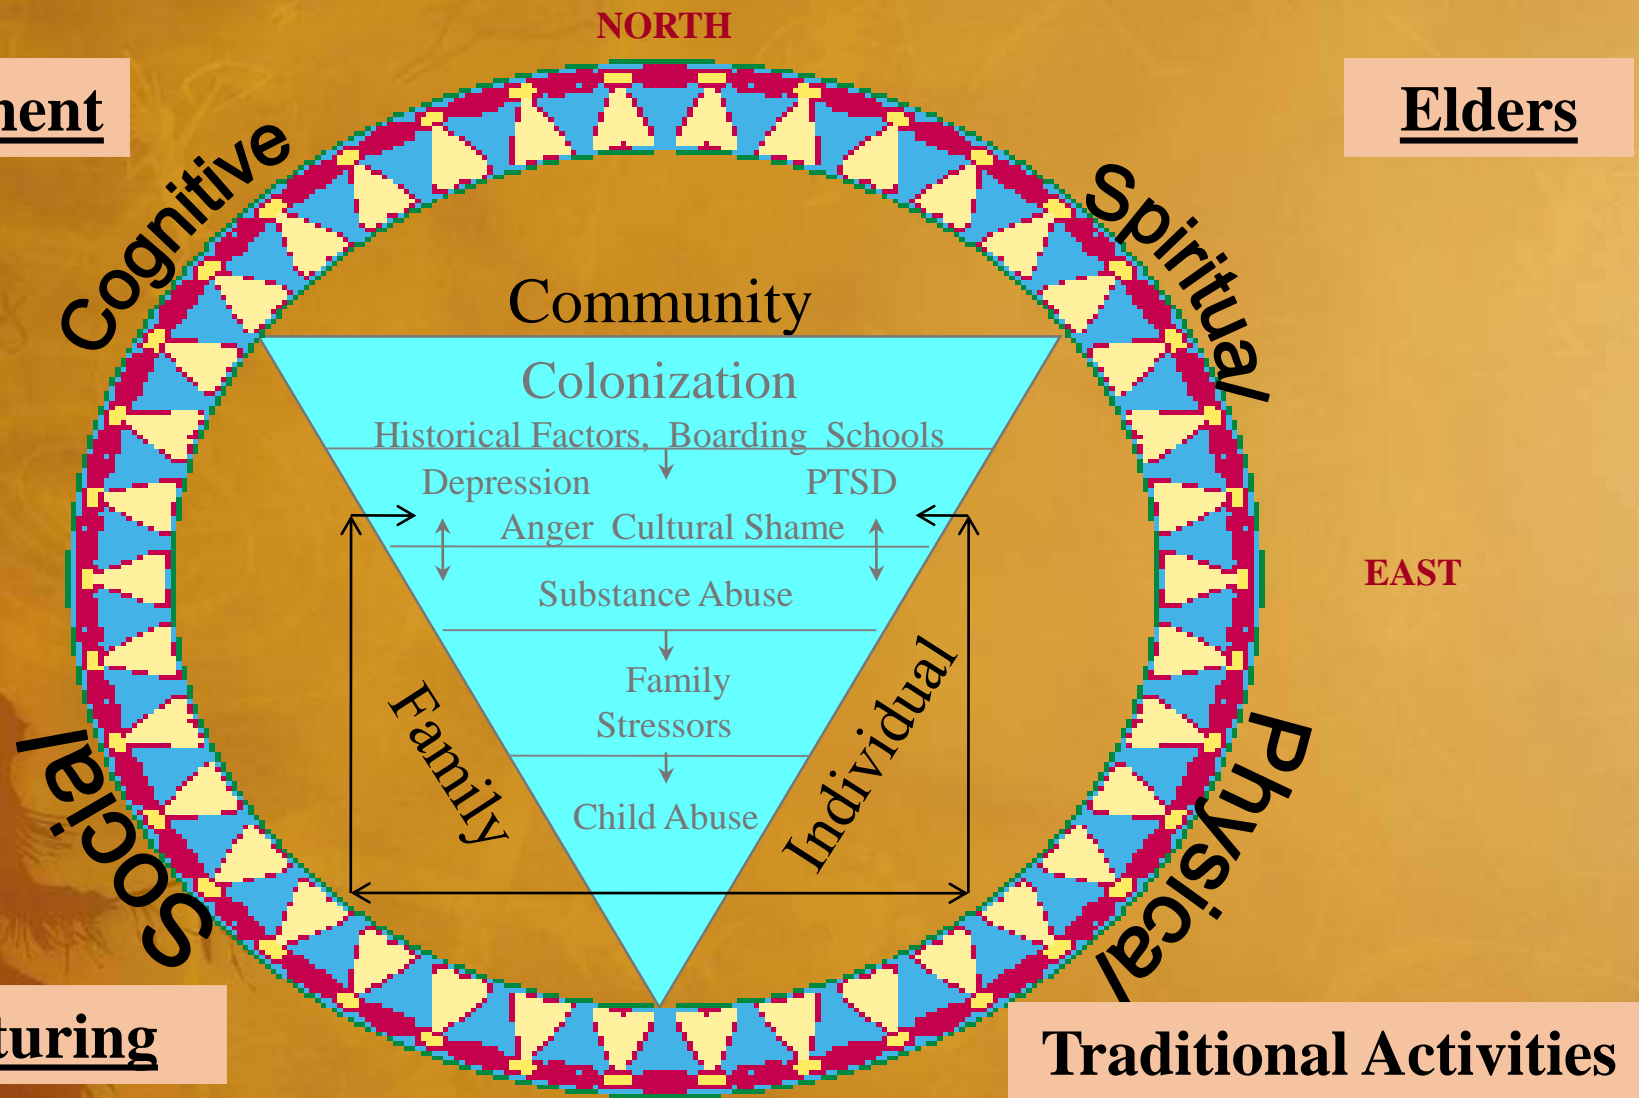 NORTH
nent
Elders
Cognitive
Spiritual
Community
Colonization
Historical Factors, Boarding Schools
Depression PTSD
Anger Cultural Shame
Substance Abuse
EAST
Family
Stressors
Family
Individual
Child Abuse
Social
Physical
turing
Traditional Activities